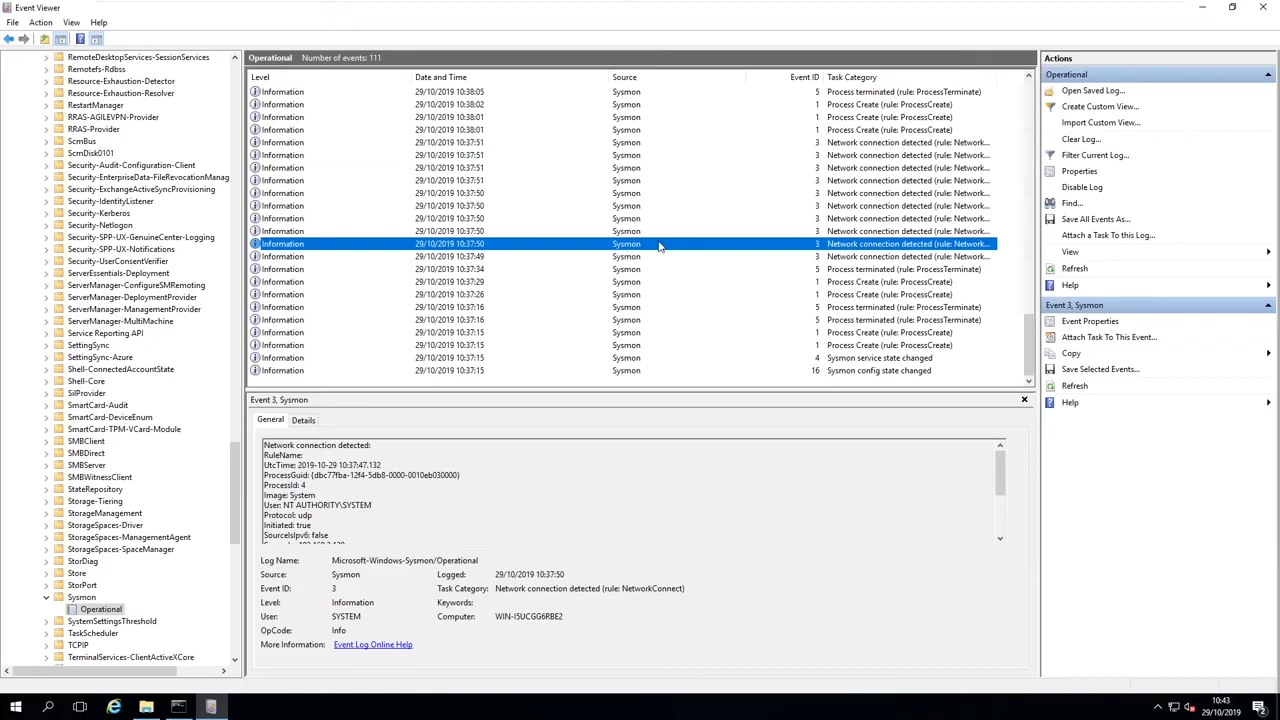 Event Viewer
File Action View Help
RemoteDesktopServices-SessionServices
Remotefs-Rdbss
Resource-Exhaustion-Detector
Resource-Exhaustion-Resolver
RestartManager
RRAS-AGILEVPN-Provider
RRAS-Provider
ScmBus
ScmDisk0101
Security-Audit-Configuration-Client
Security-EnterpriseData-FileRevocationManag
Security-ExchangeActiveSyncProvisioning
Security-IdentityListener
Security-Kerberos
Security-Netlogon
Security-SPP-UX-GenuineCenter-Logging
Security-SPP-UX-Notifications
Security-UserConsentVerifier
ServerEssentials-Deployment
ServerManager-ConfigureSMRemoting
ServerManager-DeploymentProvider
ServerManager-ManagementProvider
ServerManager-MultiMachine
Service Reporting API
SettingSync
SettingSync-Azure
Shell-ConnectedAccountState
Shell-Core
SilProvider
SmartCard-Audit
SmartCard-DeviceEnum
SmartCard-TPM-VCard-Module
SMBClient
SMBDirect
SMBServer
SMBWitnessClient
StateRepository
Storage-Tiering
StorageManagement
StorageSpaces-Driver
StorageSpaces-ManagementAgent
StorageSpaces-SpaceManager
StorDiag
Store
StorPort
Sysmon
Operational
SystemSettingsThreshold
TaskScheduler
TCPIP
TerminalServices-ClientActiveXCore
Operational Number of events: 111
Level Date and Time Source Event ID Task Category
Information 29/10/2019 10:38:05 Sysmon 5 Process terminated (rule: ProcessTerminate)
Information 29/10/2019 10:38:02 Sysmon 1 Process Create (rule: ProcessCreate)
Information 29/10/2019 10:38:01 Sysmon 1 Process Create (rule: ProcessCreate)
Information 29/10/2019 10:38:01 Sysmon 1 Process Create (rule: ProcessCreate)
Information 29/10/2019 10:37:51 Sysmon 3 Network connection detected (rule: Network...
Information 29/10/2019 10:37:51 Sysmon 3 Network connection detected (rule: Network...
Information 29/10/2019 10:37:51 Sysmon 3 Network connection detected (rule: Network...
Information 29/10/2019 10:37:51 Sysmon 3 Network connection detected (rule: Network...
Information 29/10/2019 10:37:50 Sysmon 3 Network connection detected (rule: Network...
Information 29/10/2019 10:37:50 Sysmon 3 Network connection detected (rule: Network...
Information 29/10/2019 10:37:50 Sysmon 3 Network connection detected (rule: Network...
Information 29/10/2019 10:37:50 Sysmon 3 Network connection detected (rule: Network...
Information 29/10/2019 10:37:50 Sysmon 3 Network connection detected (rule: Network...
Information 29/10/2019 10:37:49 Sysmon 3 Network connection detected (rule: Network...
Information 29/10/2019 10:37:34 Sysmon 5 Process terminated (rule: ProcessTerminate)
Information 29/10/2019 10:37:29 Sysmon 1 Process Create (rule: ProcessCreate)
Information 29/10/2019 10:37:26 Sysmon 1 Process Create (rule: ProcessCreate)
Information 29/10/2019 10:37:16 Sysmon 5 Process terminated (rule: ProcessTerminate)
Information 29/10/2019 10:37:16 Sysmon 5 Process terminated (rule: ProcessTerminate)
Information 29/10/2019 10:37:15 Sysmon 1 Process Create (rule: ProcessCreate)
Information 29/10/2019 10:37:15 Sysmon 1 Process Create (rule: ProcessCreate)
Information 29/10/2019 10:37:15 Sysmon 4 Sysmon service state changed
Information 29/10/2019 10:37:15 Sysmon 16 Sysmon config state changed
Event 3, Sysmon
General Details
Network connection detected:
RuleName:
UtcTime: 2019-10-29 10:37:47.132
ProcessGuid: {dbc77fba-12f4-5db8-0000-0010eb030000}
ProcessId: 4
Image: System
User: NT AUTHORITY\SYSTEM
Protocol: udp
Initiated: true
SourceIsIpv6: false
Log Name: Microsoft-Windows-Sysmon/Operational
Source: Sysmon Logged: 29/10/2019 10:37:50
Event ID: 3 Task Category: Network connection detected (rule: NetworkConnect)
Level: Information Keywords:
User: SYSTEM Computer: WIN-I5UCGG6RBE2
OpCode: Info
More Information: Event Log Online Help
Actions
Operational
Open Saved Log...
Create Custom View...
Import Custom View...
Clear Log...
Filter Current Log...
Properties
Disable Log
Find...
Save All Events As...
Attach a Task To this Log...
View
Refresh
Help
Event 3, Sysmon
Event Properties
Attach Task To This Event...
Copy
Save Selected Events...
Refresh
Help
10:43
29/10/2019
2